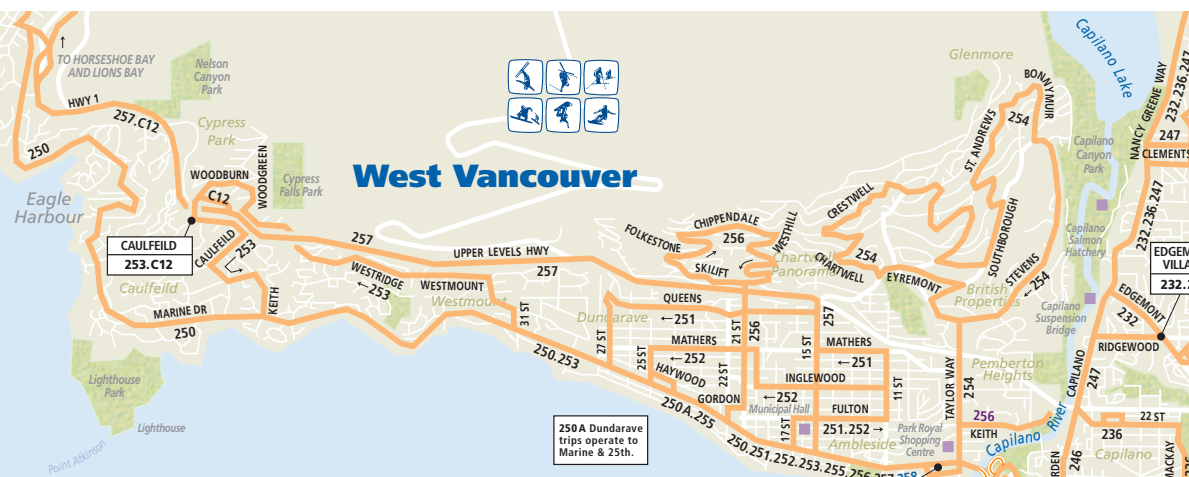 TO HORSESHOE BAY
AND LIONS BAY
Nelson
Canyon
Park
HWY 1
257.C12
250
Cypress
Park
WOODBURN
WOODGREEN
Cypress
Falls Park
C12
Eagle
Harbour
CAULFEILD
253.C12
CAULFEILD
253
Caulfeild
MARINE DR
250
KEITH
Lighthouse
Park
Lighthouse
Point Atkinson
West Vancouver
257
UPPER LEVELS HWY
257
WESTRIDGE
←253
WESTMOUNT
Westmount
31 ST
250.253
FOLKESTONE
CHIPPENDALE
256
SKILIFT
WESTHILL
Chartwell
Panorama
CRESTWELL
254
CHARTWELL
EYREMONT
Glenmore
BONNYMUIR
ST. ANDREWS
254
SOUTHBOROUGH
STEVENS
←254
British
Properties
Capilano Lake
NANCY GREENE WAY
232.236.247
247
CLEMENTS
Capilano
Canyon
Park
232.236.247
Capilano
Salmon
Hatchery
Capilano
Suspension
Bridge
EDGEMONT
232
RIDGEWOOD
QUEENS
←251
Dundarave
27 ST
MATHERS
←252
25 ST
HAYWOOD
22 ST
21 ST
256
GORDON
15 ST
257
MATHERS
←251
INGLEWOOD
←252
11 ST
FULTON
251.252→
Municipal Hall
17 ST
Ambleside
Park Royal
Shopping
Centre
TAYLOR WAY
254
Pemberton
Heights
CAPILANO
247
256
KEITH
Capilano River
22 ST
236
Capilano
246
250A.255
250.251.252.253.255.256.257.258
250A Dundarave
trips operate to
Marine & 25th.